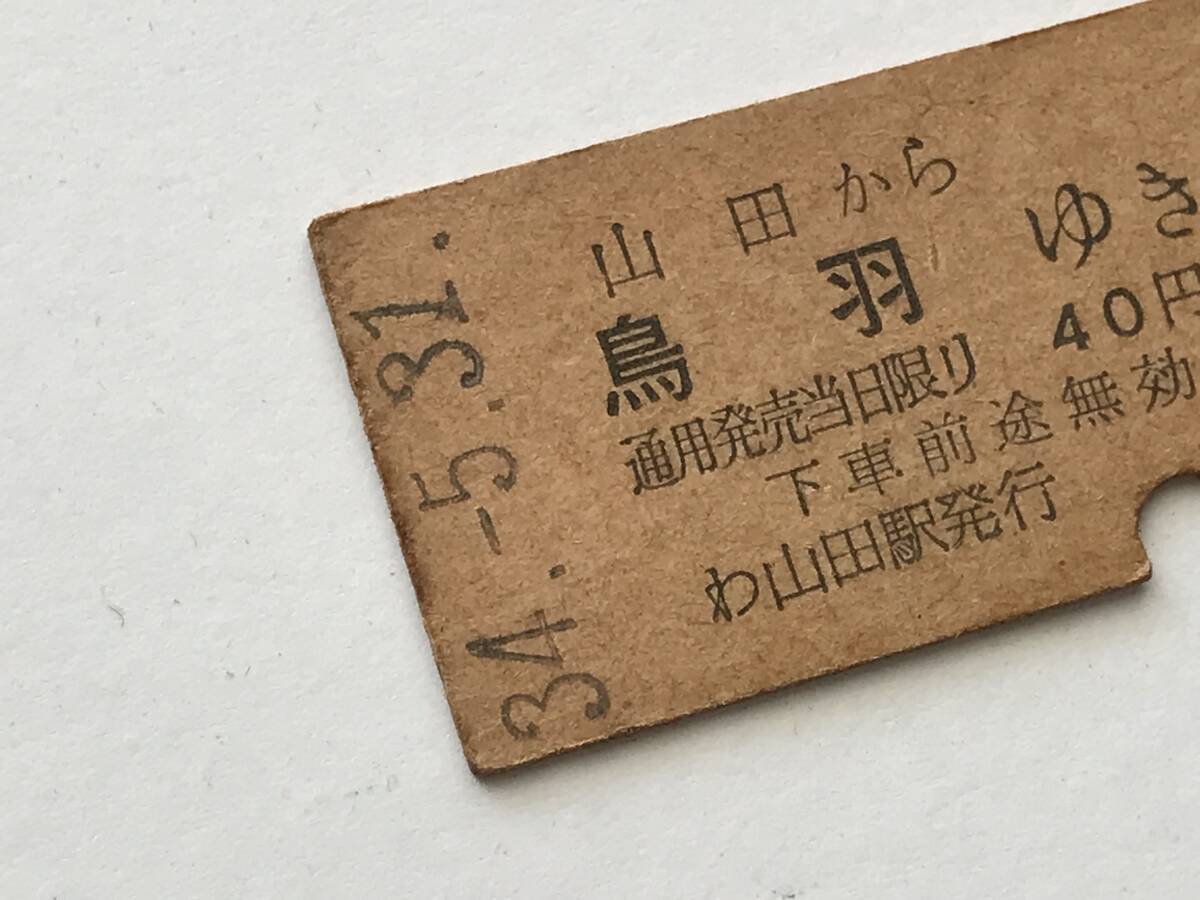 34.-5.31.
山田から
鳥羽ゆき
40円
通用発売当日限り
下車前途無効
わ山田駅発行